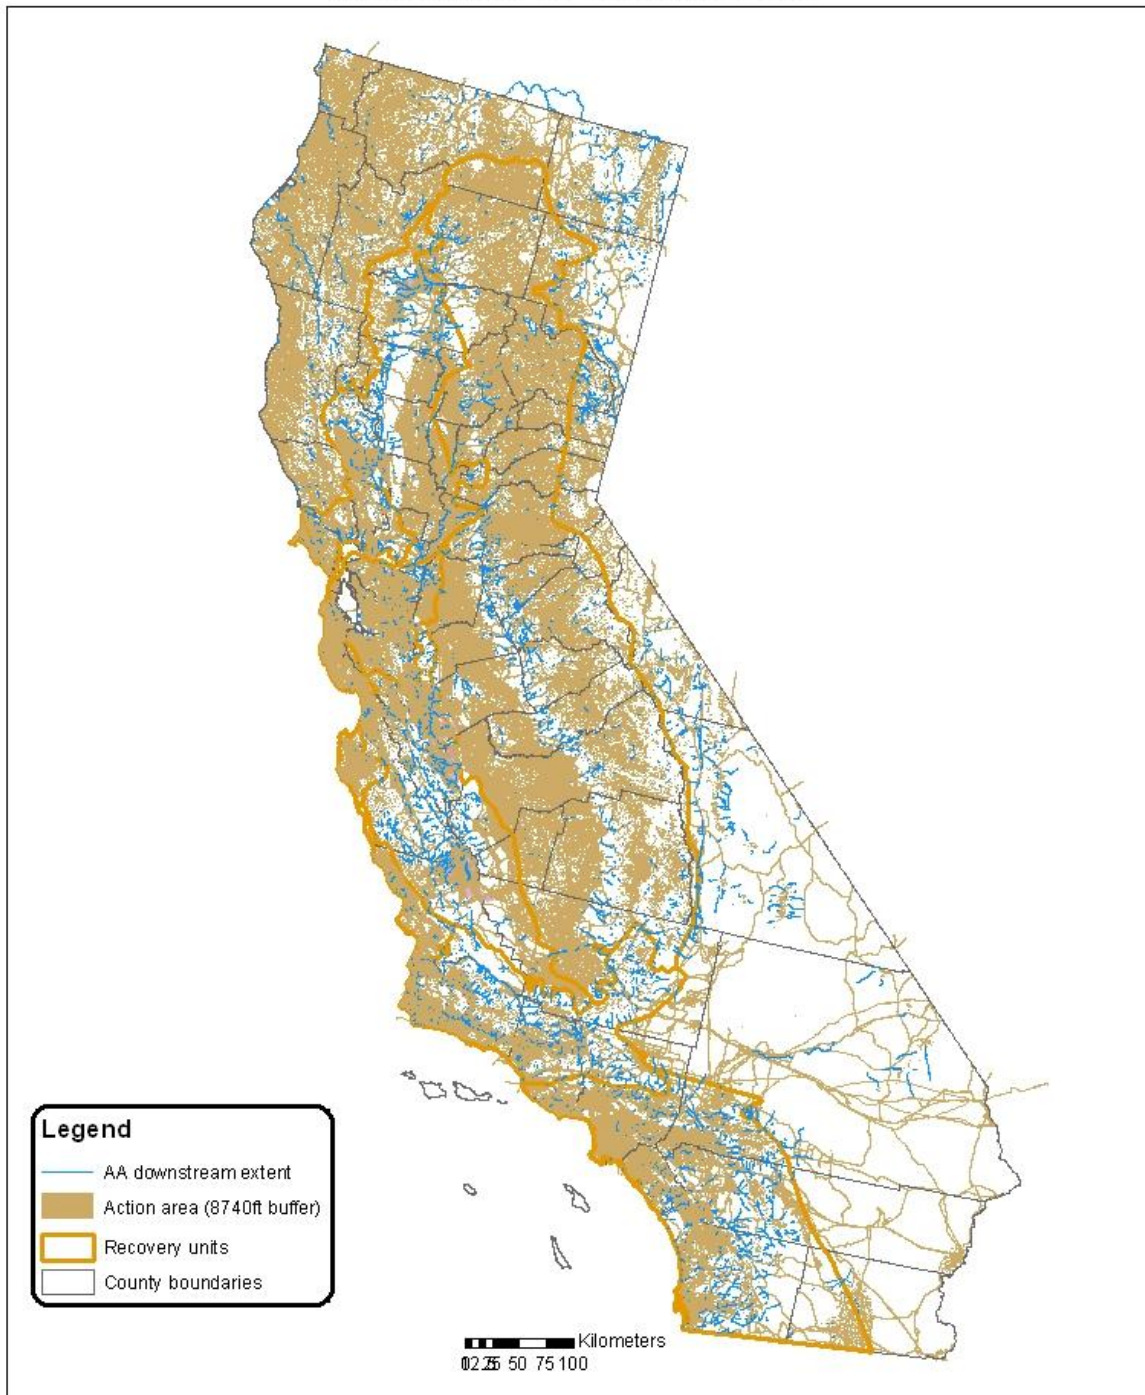 Legend
AA downstream extent
Action area (8740ft buffer)
Recovery units
County boundaries
Kilometers
50 75 100